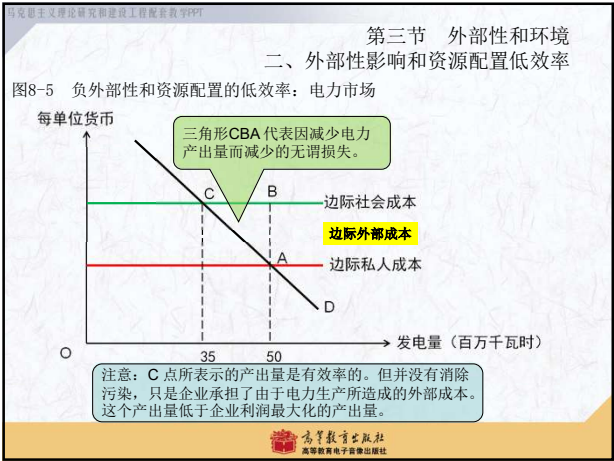 马克思主义理论研究和建设工程配套教学PPT
第三节 外部性和环境
二、外部性影响和资源配置低效率
图8-5 负外部性和资源配置的低效率：电力市场
每单位货币
三角形CBA代表因减少电力
产出量而减少的无谓损失。
C
B
边际社会成本
边际外部成本
A
边际私人成本
D
O
35
50
发电量（百万千瓦时）
注意：C 点所表示的产出量是有效率的。但并没有消除
污染，只是企业承担了由于电力生产所造成的外部成本。
这个产出量低于企业利润最大化的产出量。
高等教育出版社
高等教育电子音像出版社